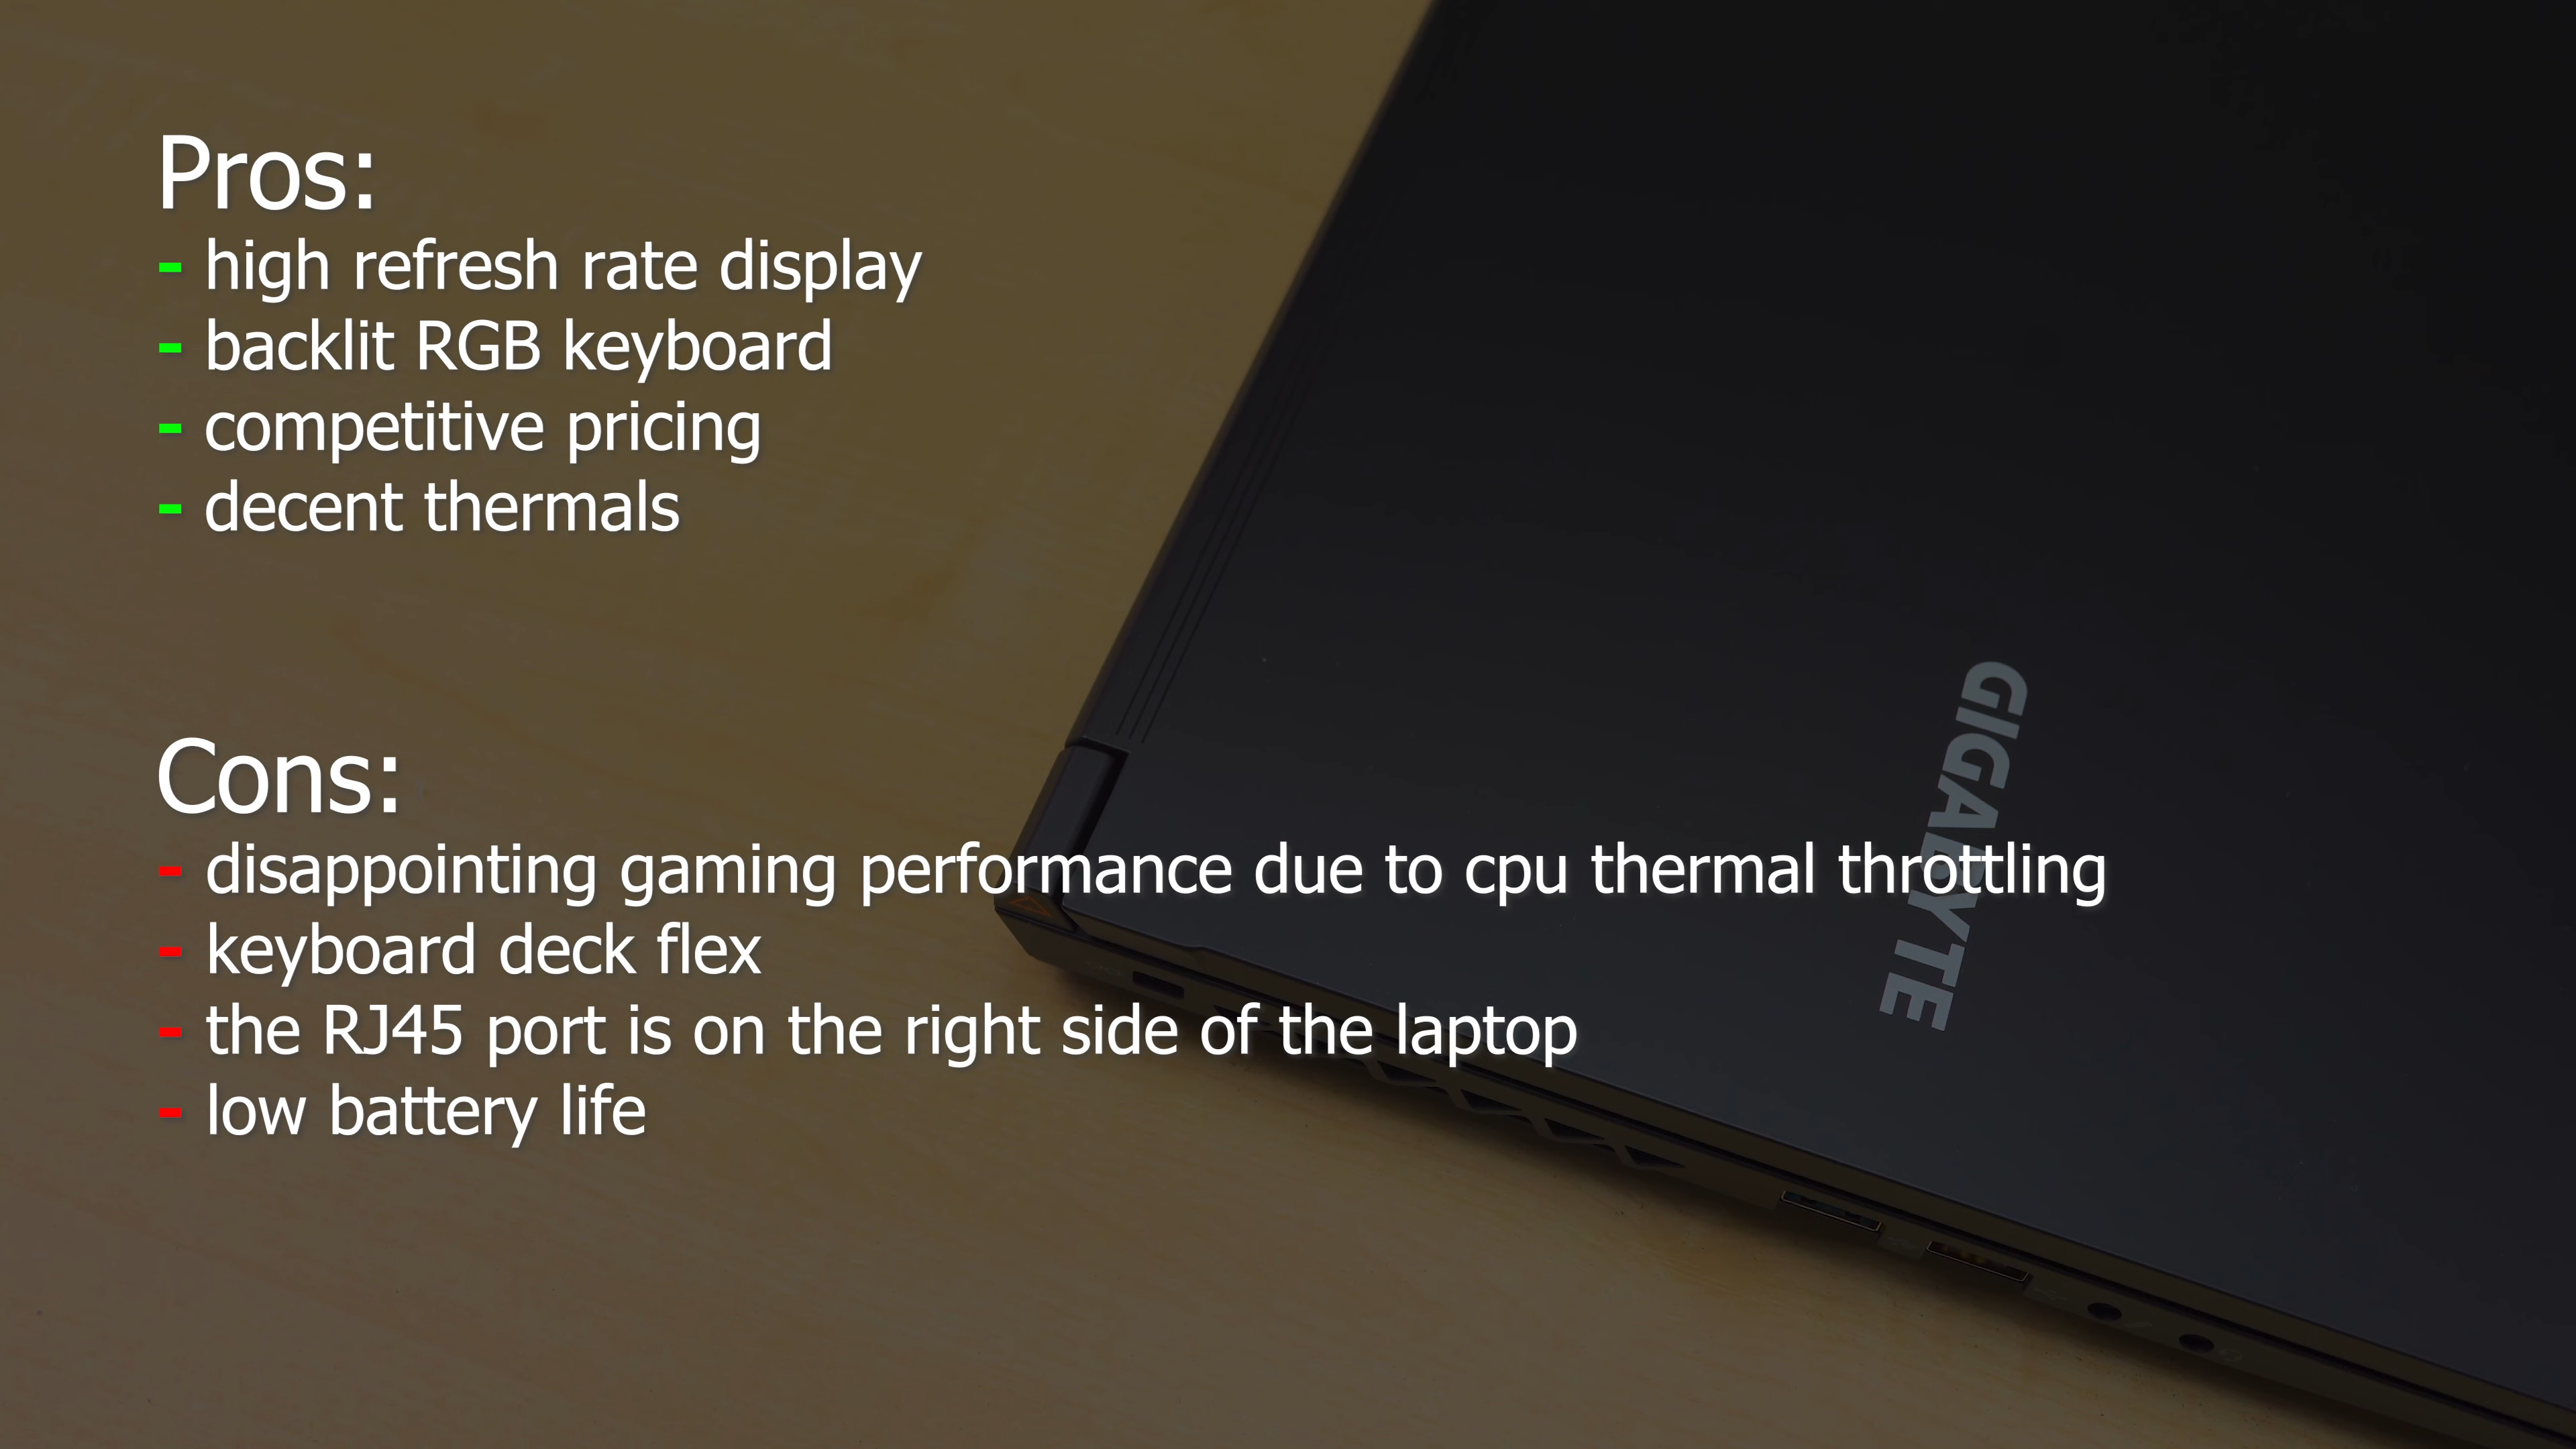 Pros:
- high refresh rate display
- backlit RGB keyboard
- competitive pricing
- decent thermals
Cons:
- disappointing gaming performance due to cpu thermal throttling
- keyboard deck flex
- the RJ45 port is on the right side of the laptop
- low battery life
GIGABYTE